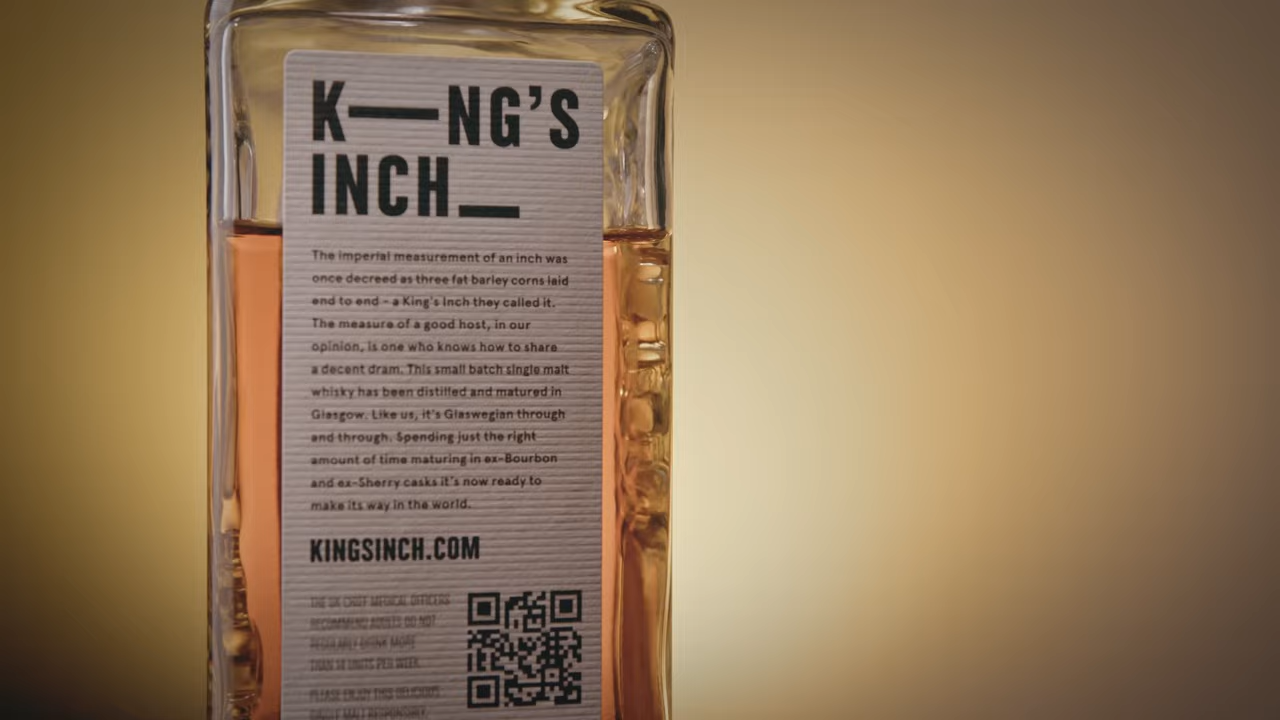 K—NG'S
INCH_
The imperial measurement of an inch was
once decreed as three fat barley corns laid
end to end - a King's Inch they called it.
The measure of a good host, in our
opinion, is one who knows how to share
a decent dram. This small batch single malt
whisky has been distilled and matured in
Glasgow. Like us, it's Glaswegian through
and through. Spending just the right
amount of time maturing in ex-Bourbon
and ex-Sherry casks it's now ready to
make its way in the world.
KINGSINCH.COM
THE UK CHIEF MEDICAL OFFICERS
RECOMMEND ADULTS DO NOT
REGULARLY DRINK MORE
THAN 14 UNITS PER WEEK.
PLEASE ENJOY THIS DELICIOUS
SINGLE MALT RESPONSIBLY.